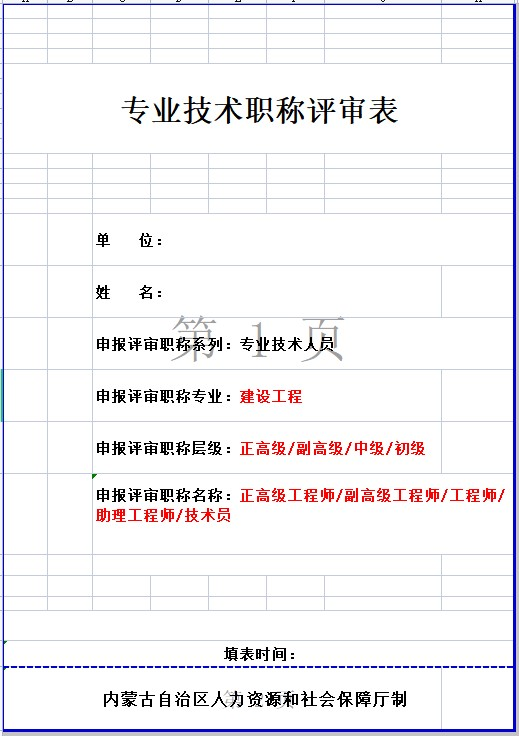 专业技术职称评审表
单 位：
姓 名：
第 1 页
申报评审职称系列：专业技术人员
申报评审职称专业：建设工程
申报评审职称层级：正高级/副高级/中级/初级
申报评审职称名称：正高级工程师/副高级工程师/工程师/
助理工程师/技术员
填表时间：
内蒙古自治区人力资源和社会保障厅制